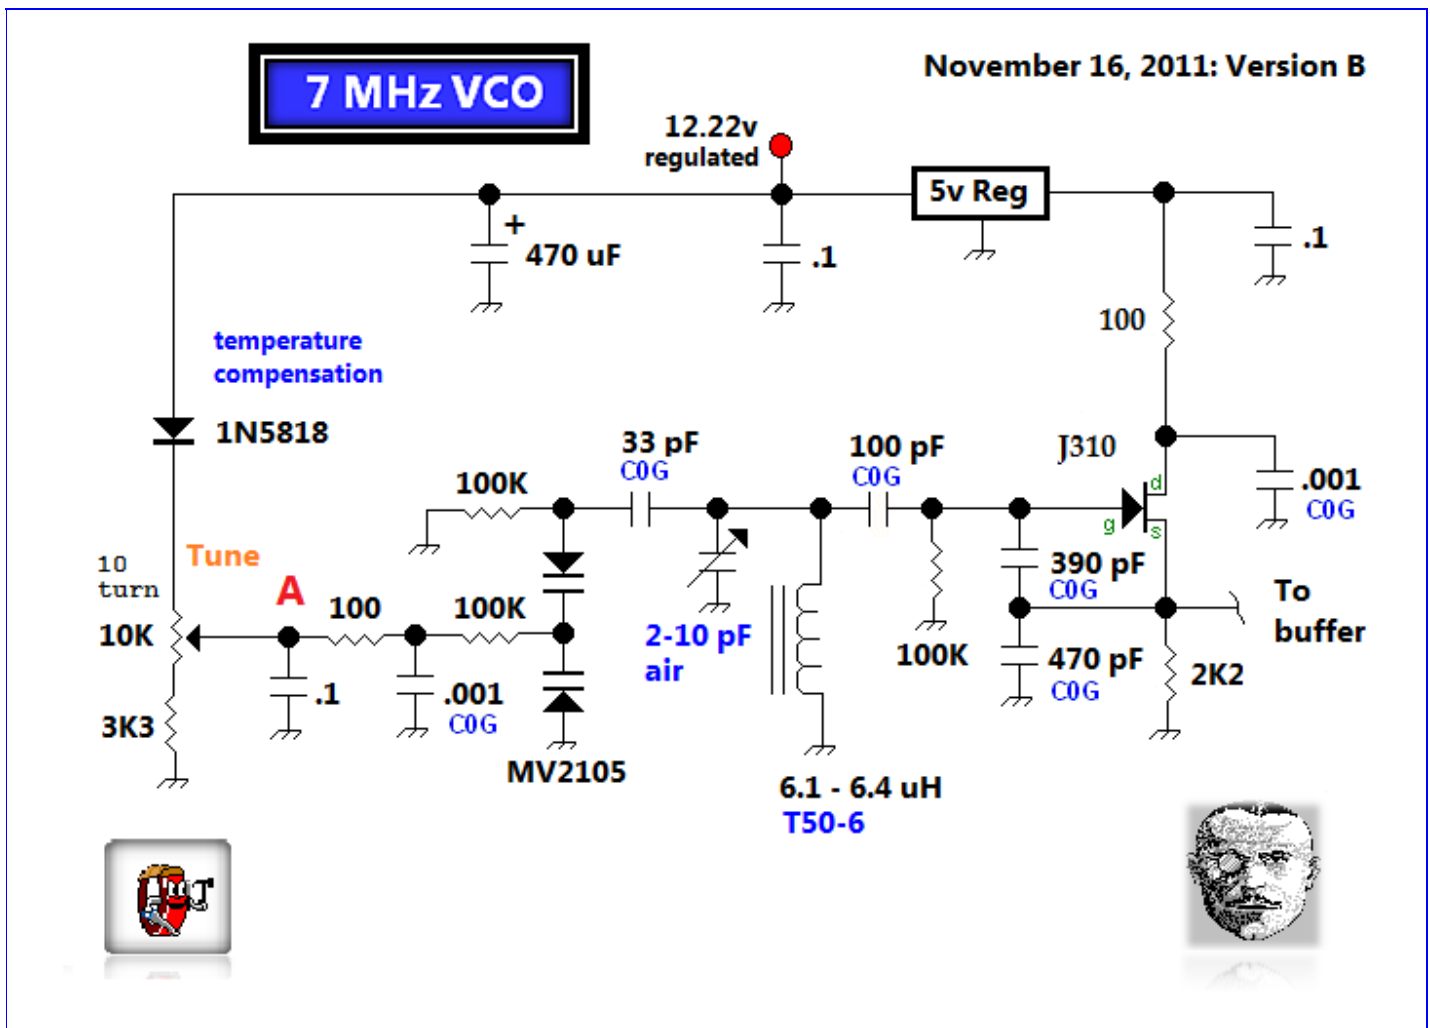 7 MHz VCO
November 16, 2011: Version B
12.22v
regulated
5v Reg
+
470 uF
.1
.1
100
temperature
compensation
1N5818
33 pF
C0G
100 pF
C0G
J310
d
g
s
.001
C0G
100K
10
turn
Tune
A
10K
100
100K
2-10 pF
air
100K
390 pF
C0G
To
buffer
470 pF
C0G
2K2
3K3
.1
.001
C0G
MV2105
6.1 - 6.4 uH
T50-6